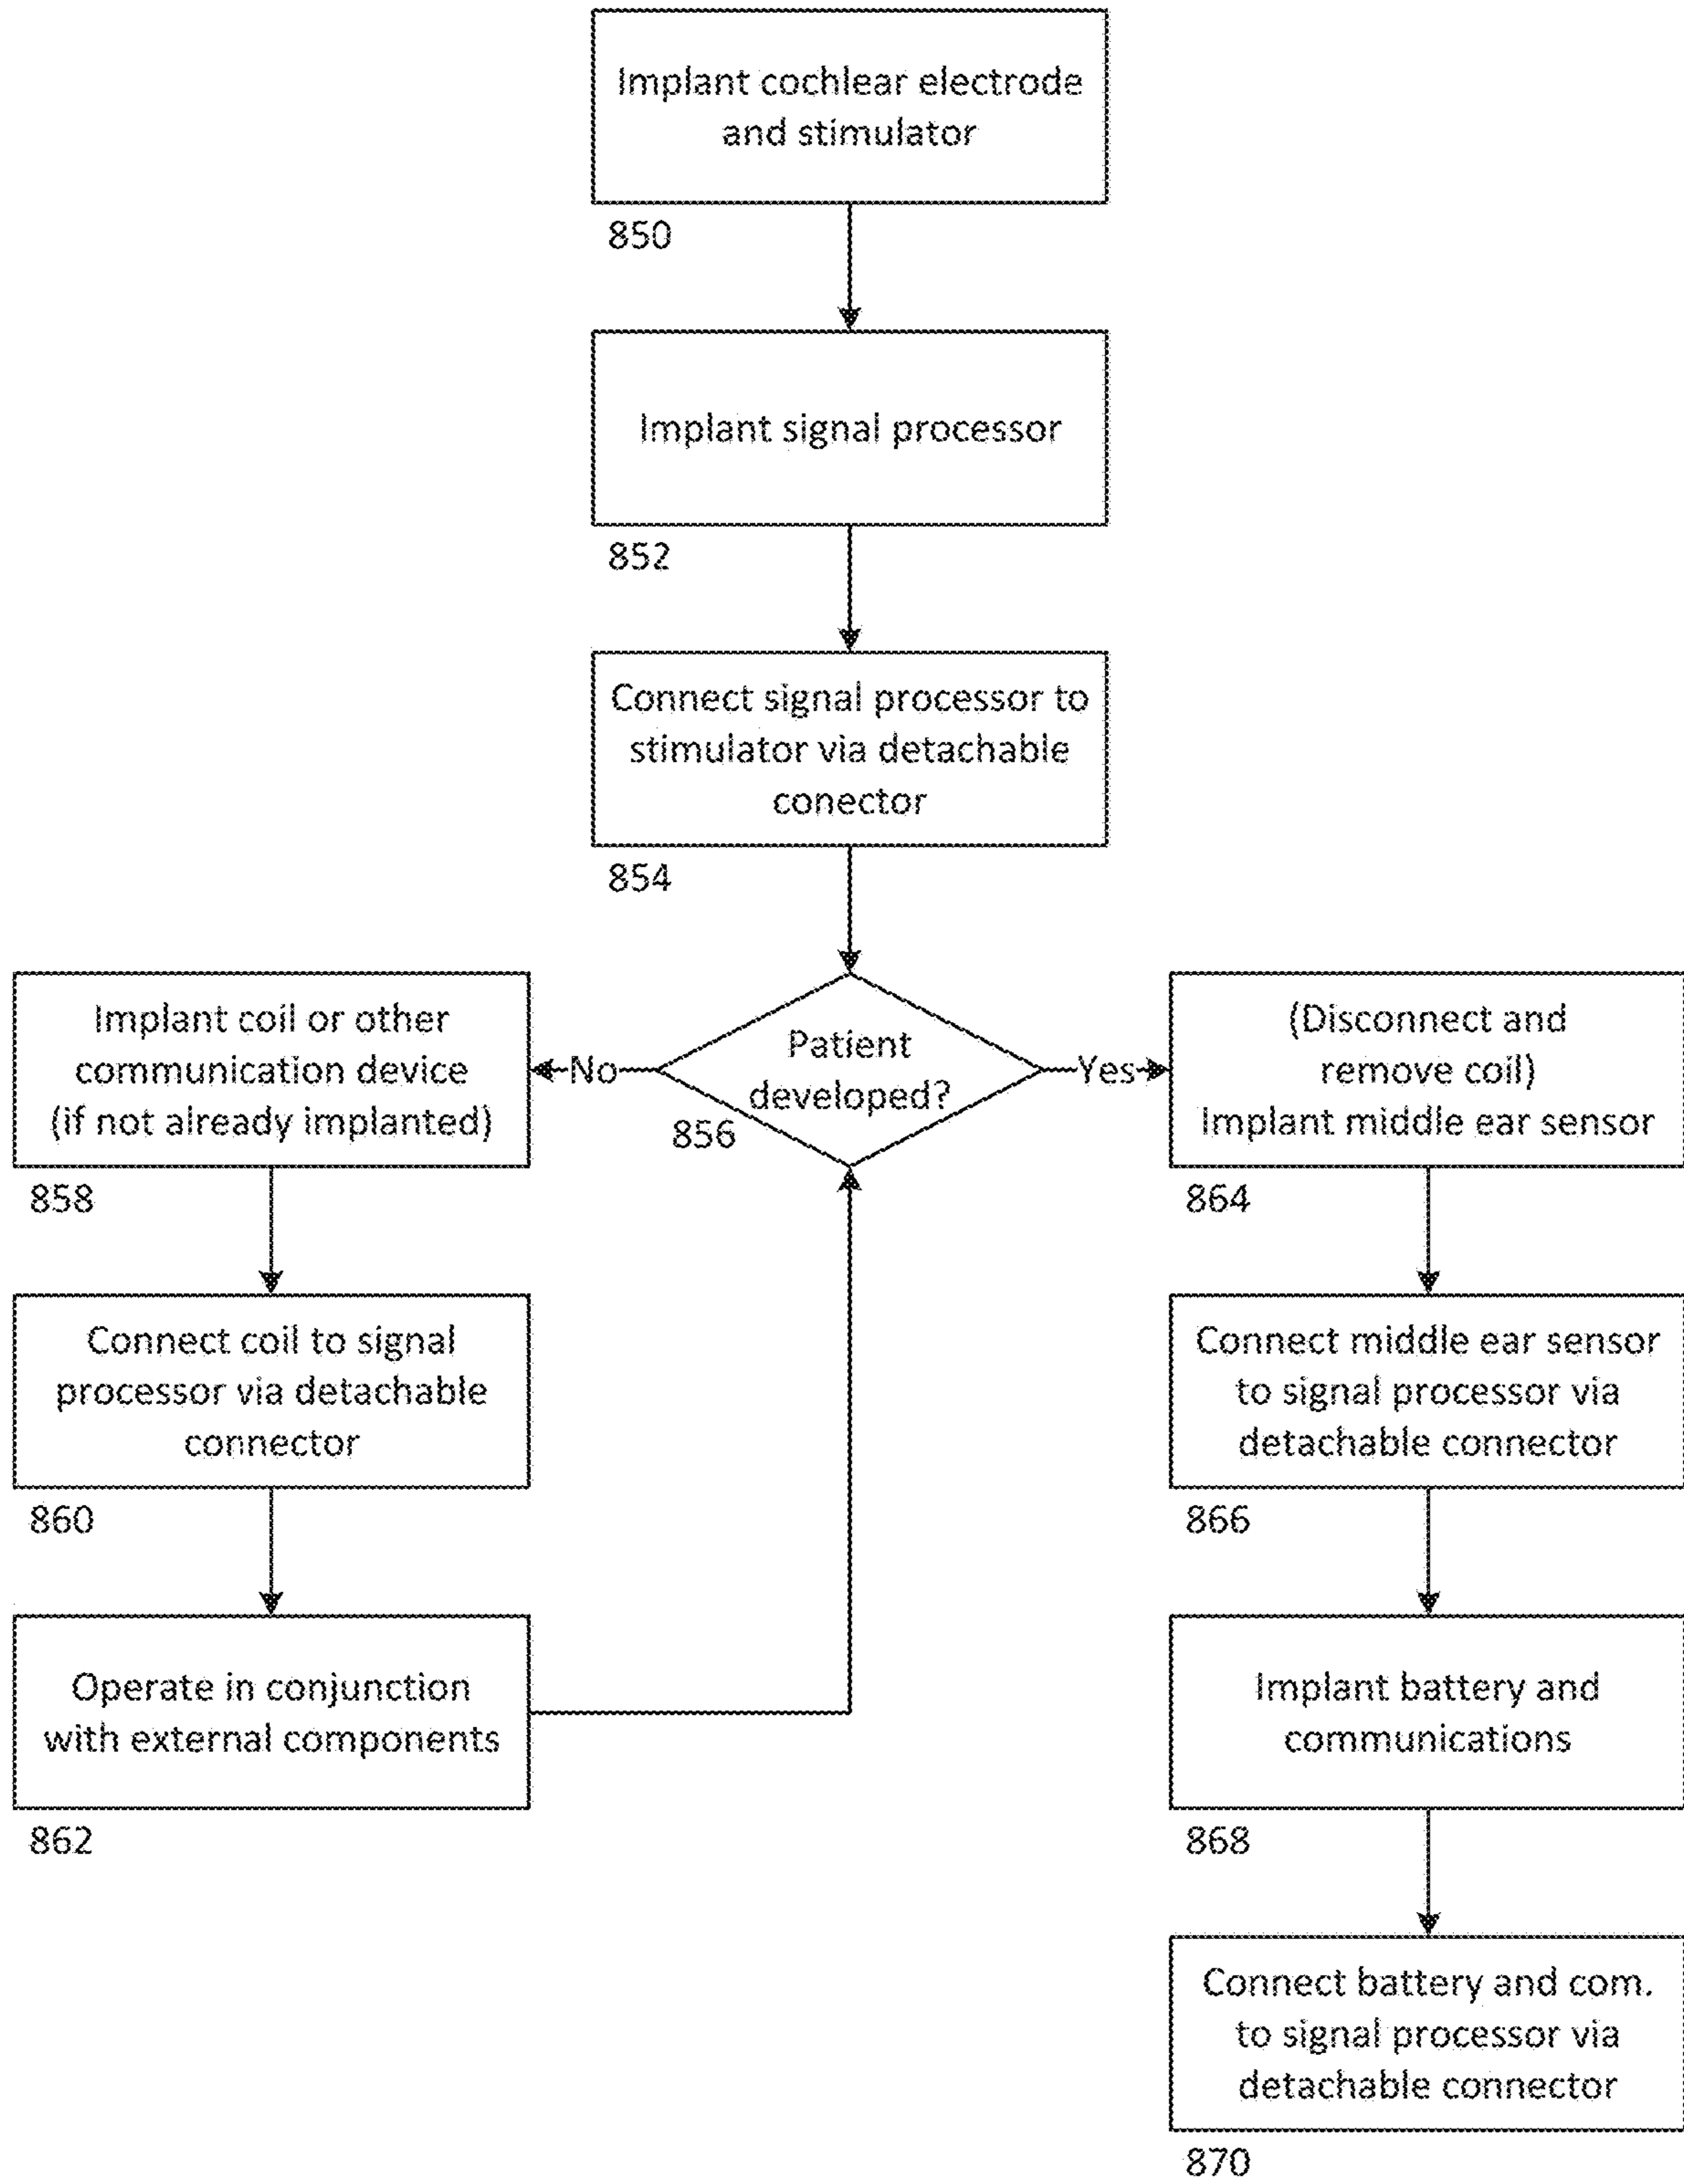 Implant cochlear electrode
and stimulator
850
Implant signal processor
852
Connect signal processor to
stimulator via detachable
conector
854
Patient
developed?
856
No
Yes
Implant coil or other
communication device
(if not already implanted)
858
Connect coil to signal
processor via detachable
connector
860
Operate in conjunction
with external components
862
(Disconnect and
remove coil)
Implant middle ear sensor
864
Connect middle ear sensor
to signal processor via
detachable connector
866
Implant battery and
communications
868
Connect battery and com.
to signal processor via
detachable connector
870